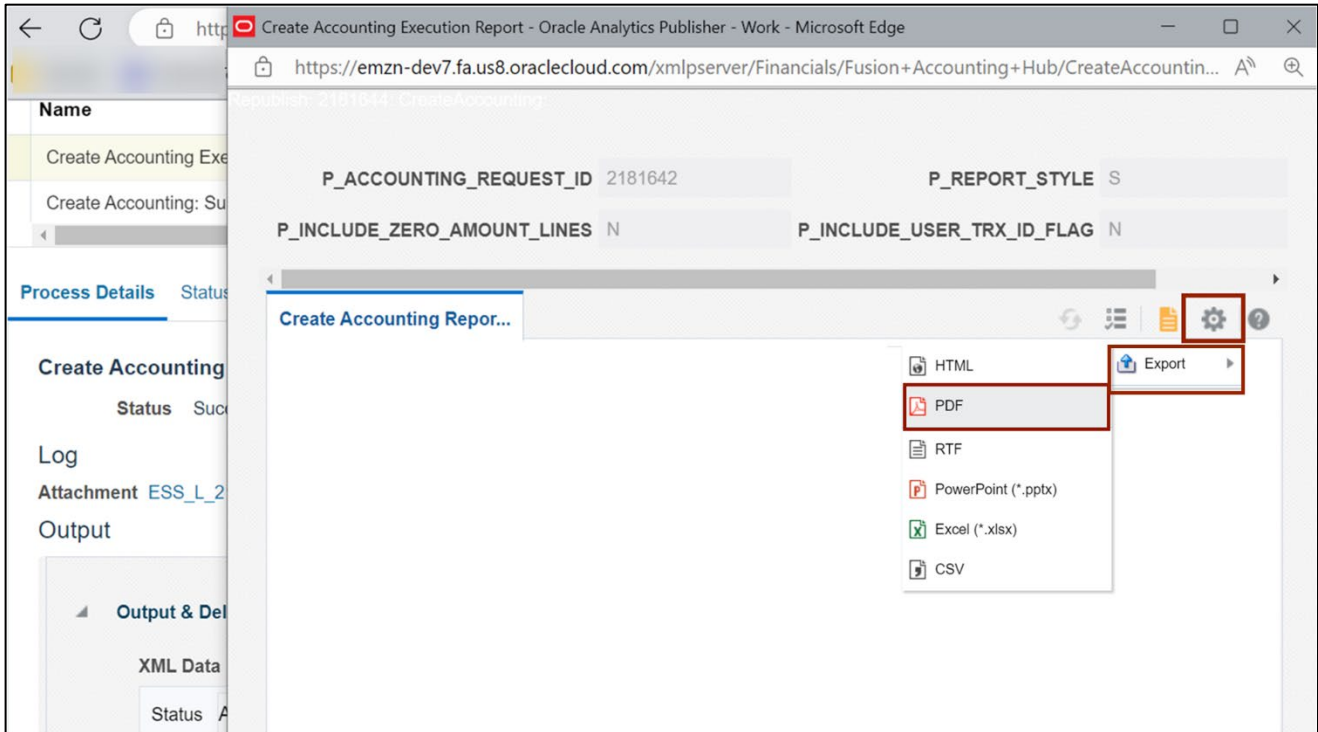 http
Create Accounting Execution Report - Oracle Analytics Publisher - Work - Microsoft Edge
https://emzn-dev7.fa.us8.oraclecloud.com/xmlpserver/Financials/Fusion+Accounting+Hub/CreateAccountin...
Name
Create Accounting Exe
Create Accounting: Su
Process Details Status
Create Accounting
Status Succ
Log
Attachment ESS_L_2
Output
Output & Del
XML Data
Status A
CreateAccounting
P_ACCOUNTING_REQUEST_ID 2181642
P_REPORT_STYLE S
P_INCLUDE_ZERO_AMOUNT_LINES N
P_INCLUDE_USER_TRX_ID_FLAG N
Create Accounting Repor...
Export
HTML
PDF
RTF
PowerPoint (*.pptx)
Excel (*.xlsx)
CSV